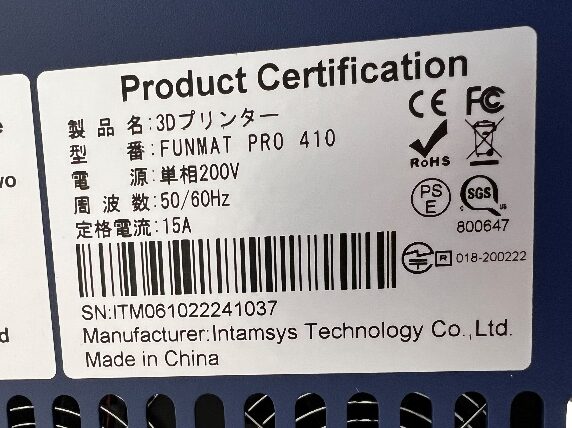 Product Certification
製品名:3Dプリンター
型番:FUNMAT PRO 410
電源:単相200V
周波数:50/60Hz
定格電流:15A
CE FC
RoHS
PS
E
SGS
800647
R 018-200222
SN:ITM061022241037
Manufacturer:Intamsys Technology Co.,Ltd.
Made in China
e
wo
d